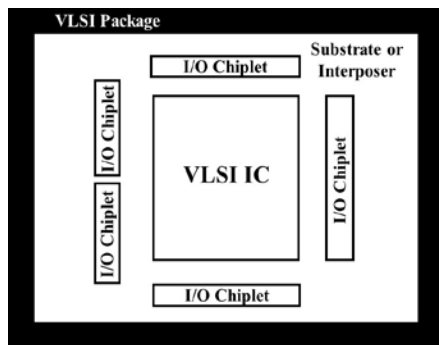 VLSI Package
Substrate or
Interposer
I/O Chiplet
I/O Chiplet
I/O Chiplet
VLSI IC
I/O Chiplet
I/O Chiplet